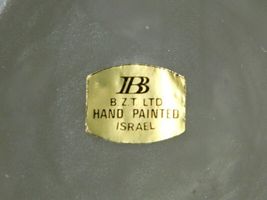 BB
B Z.T LTD
HAND PAINTED
ISRAEL